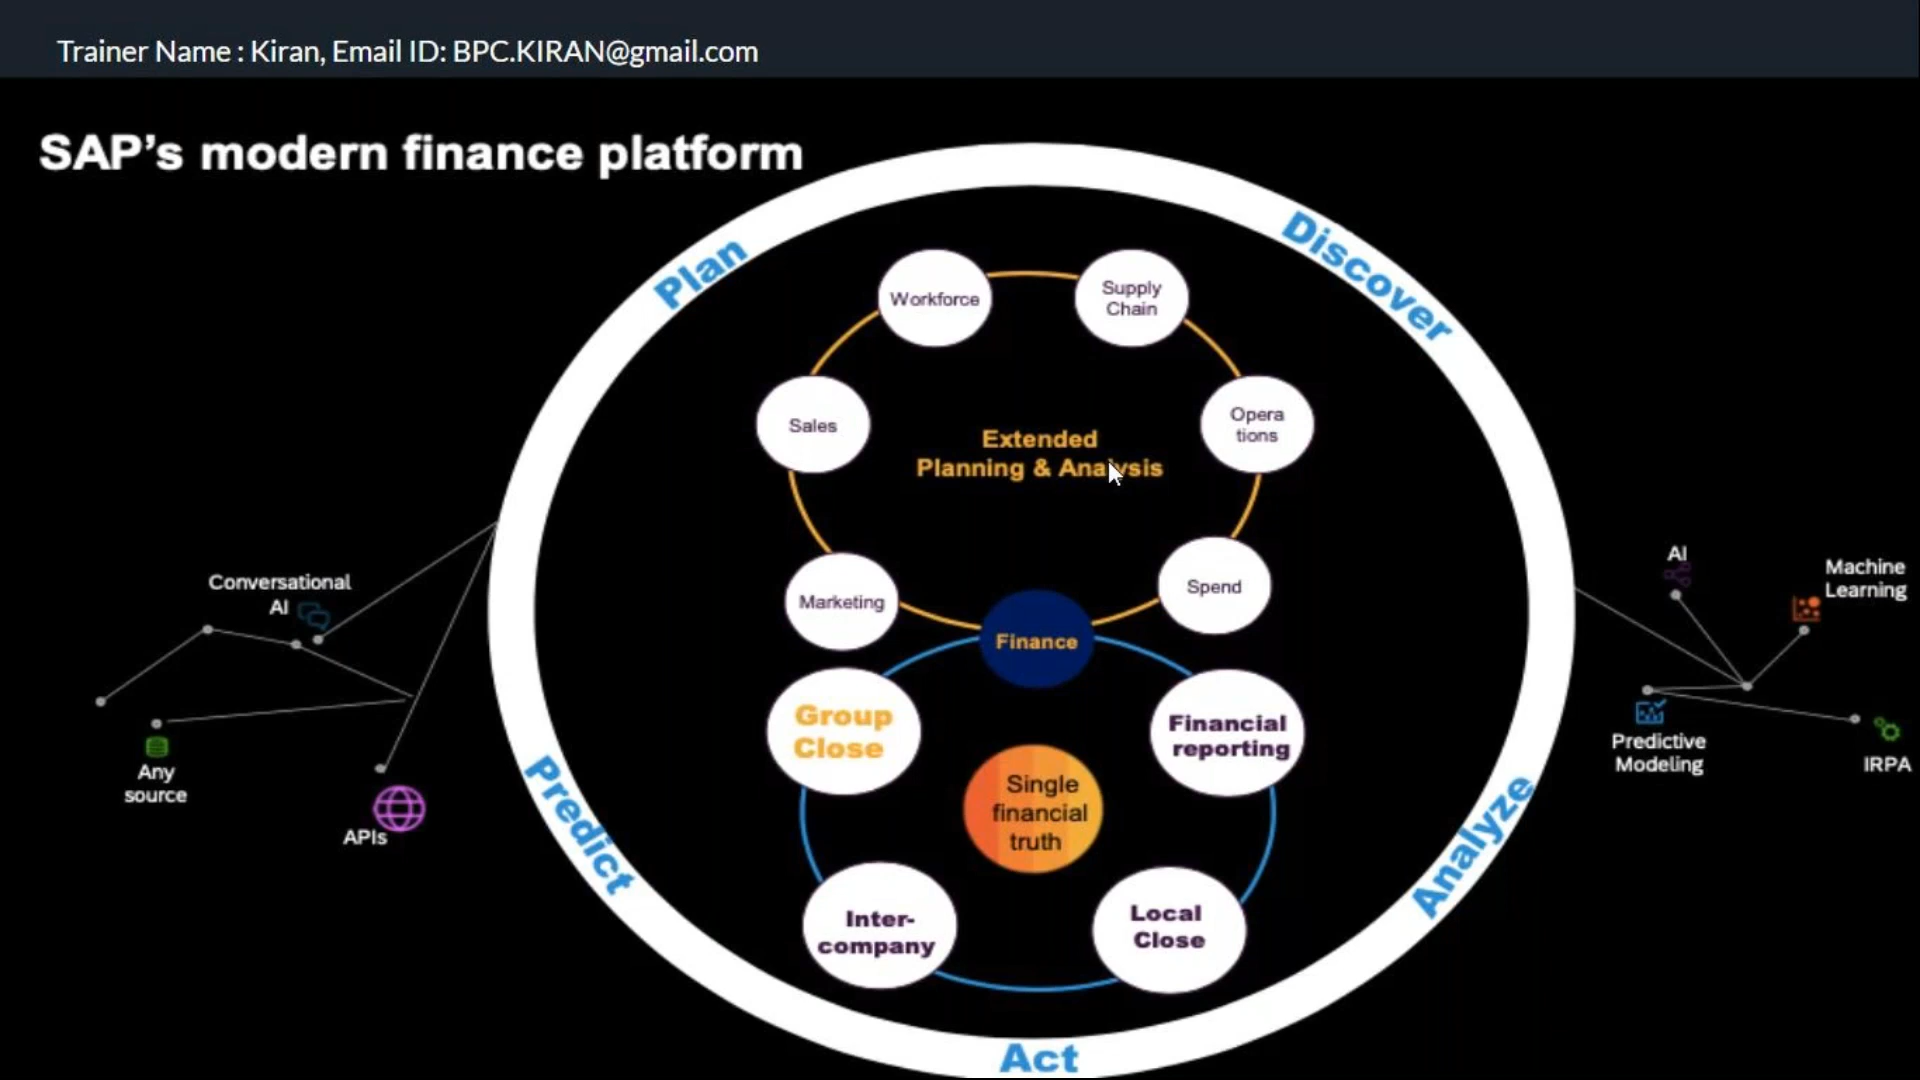 Trainer Name : Kiran, Email ID: BPC.KIRAN@gmail.com
SAP's modern finance platform
Plan
Discover
Workforce
Supply
Chain
Sales
Opera
tions
Extended
Planning & Analysis
Marketing
Spend
Finance
Conversational
AI
Any
source
APIs
AI
Machine
Learning
Predictive
Modeling
IRPA
Group
Close
Financial
reporting
Single
financial
truth
Inter-
company
Local
Close
Predict
Analyze
Act